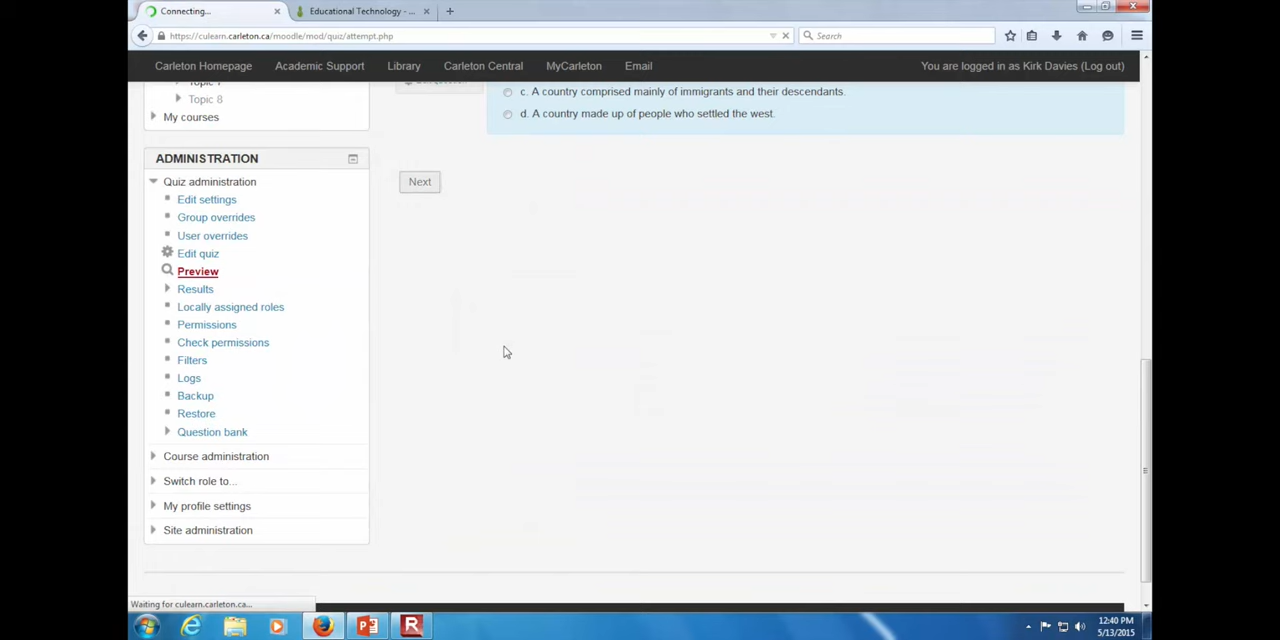 Connecting...
Educational Technology - ...
https://culearn.carleton.ca/moodle/mod/quiz/attempt.php
Search
Carleton Homepage
Academic Support
Library
Carleton Central
MyCarleton
Email
You are logged in as Kirk Davies (Log out)
Topic 8
My courses
c. A country comprised mainly of immigrants and their descendants.
d. A country made up of people who settled the west.
Next
ADMINISTRATION
Quiz administration
Edit settings
Group overrides
User overrides
Edit quiz
Preview
Results
Locally assigned roles
Permissions
Check permissions
Filters
Logs
Backup
Restore
Question bank
Course administration
Switch role to...
My profile settings
Site administration
Waiting for culearn.carleton.ca...
12:40 PM
5/13/2015